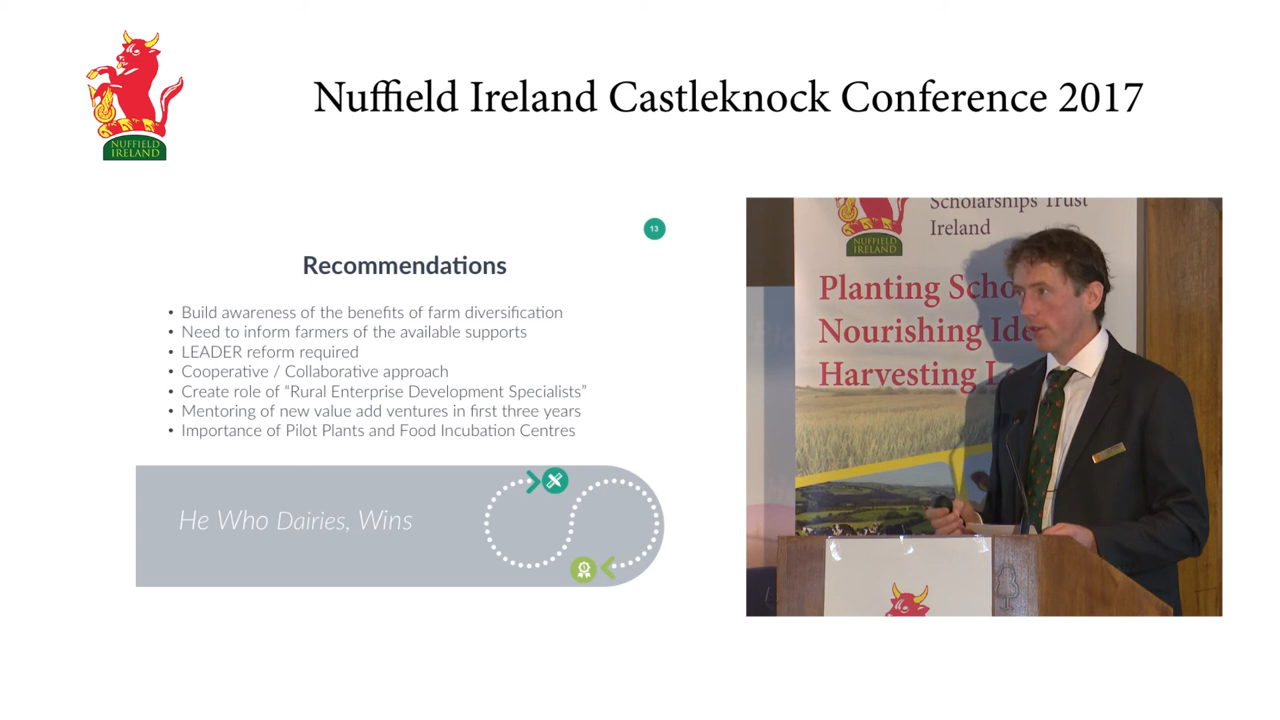 Nuffield Ireland Castleknock Conference 2017
NUFFIELD
IRELAND
13
Recommendations
• Build awareness of the benefits of farm diversification
• Need to inform farmers of the available supports
• LEADER reform required
• Cooperative / Collaborative approach
• Create role of “Rural Enterprise Development Specialists”
• Mentoring of new value add ventures in first three years
• Importance of Pilot Plants and Food Incubation Centres
He Who Dairies, Wins
Scholarships Trust
Ireland
NUFFIELD
IRELAND
Planting Scho
Nourishing Ide
Harvesting L